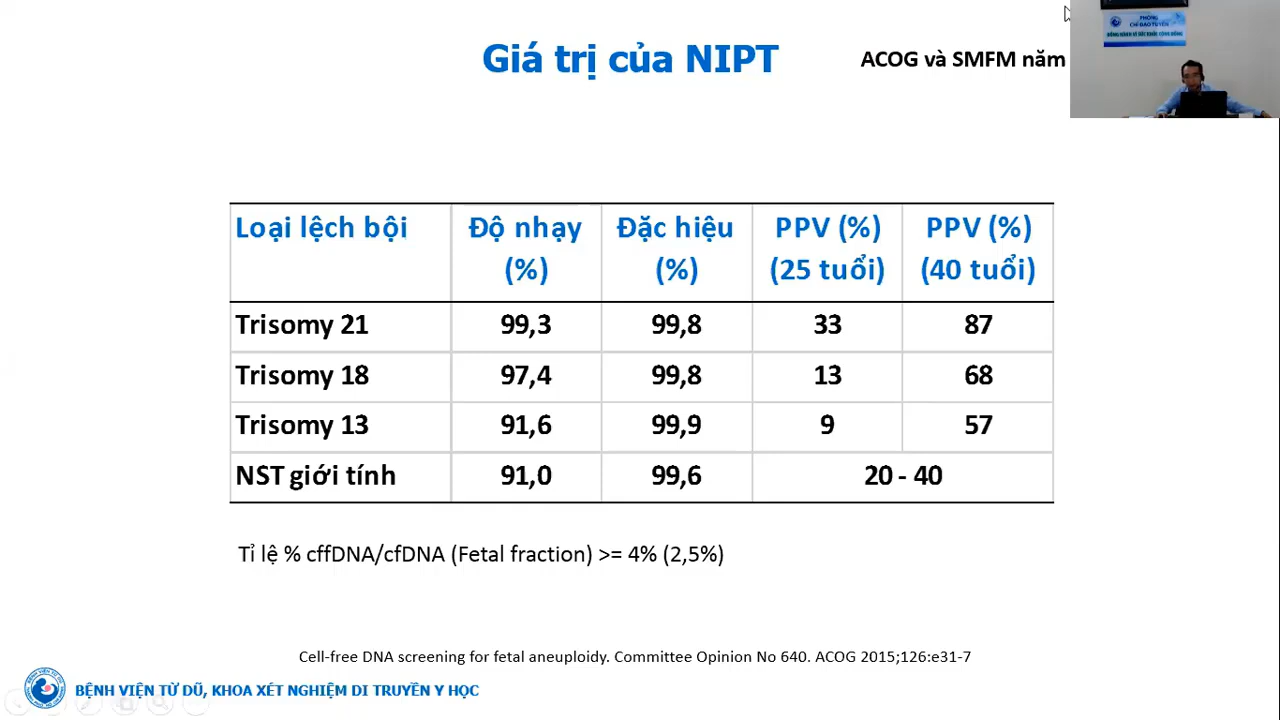 Giá trị của NIPT
ACOG và SMFM năm
PHÒNG
CHỈ ĐẠO TUYẾN
Loại lệch bội Độ nhạy (%) Đặc hiệu (%) PPV (%) (25 tuổi) PPV (%) (40 tuổi)
Trisomy 21 99,3 99,8 33 87
Trisomy 18 97,4 99,8 13 68
Trisomy 13 91,6 99,9 9 57
NST giới tính 91,0 99,6 20 - 40
Tỉ lệ % cffDNA/cfDNA (Fetal fraction) >= 4% (2,5%)
Cell-free DNA screening for fetal aneuploidy. Committee Opinion No 640. ACOG 2015;126:e31-7
BỆNH VIỆN TỪ DŨ, KHOA XÉT NGHIỆM DI TRUYỀN Y HỌC